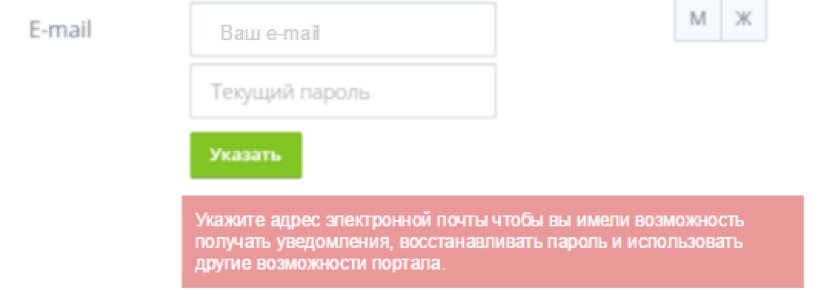 E-mail
Ваш e-mail
М Ж
Текущий пароль
Указать
Укажите адрес электронной почты чтобы вы имели возможность
получать уведомления, восстанавливать пароль и использовать
другие возможности портала.